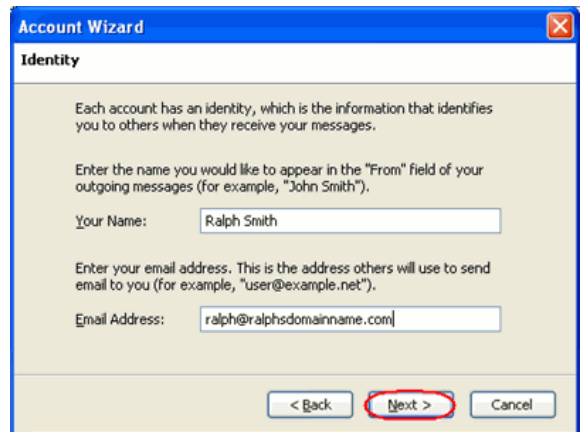 Account Wizard
Identity
Each account has an identity, which is the information that identifies
you to others when they receive your messages.
Enter the name you would like to appear in the "From" field of your
outgoing messages (for example, "John Smith").
Your Name: Ralph Smith
Enter your email address. This is the address others will use to send
email to you (for example, "user@example.net").
Email Address: ralph@ralphsdomainname.com
< Back Next > Cancel